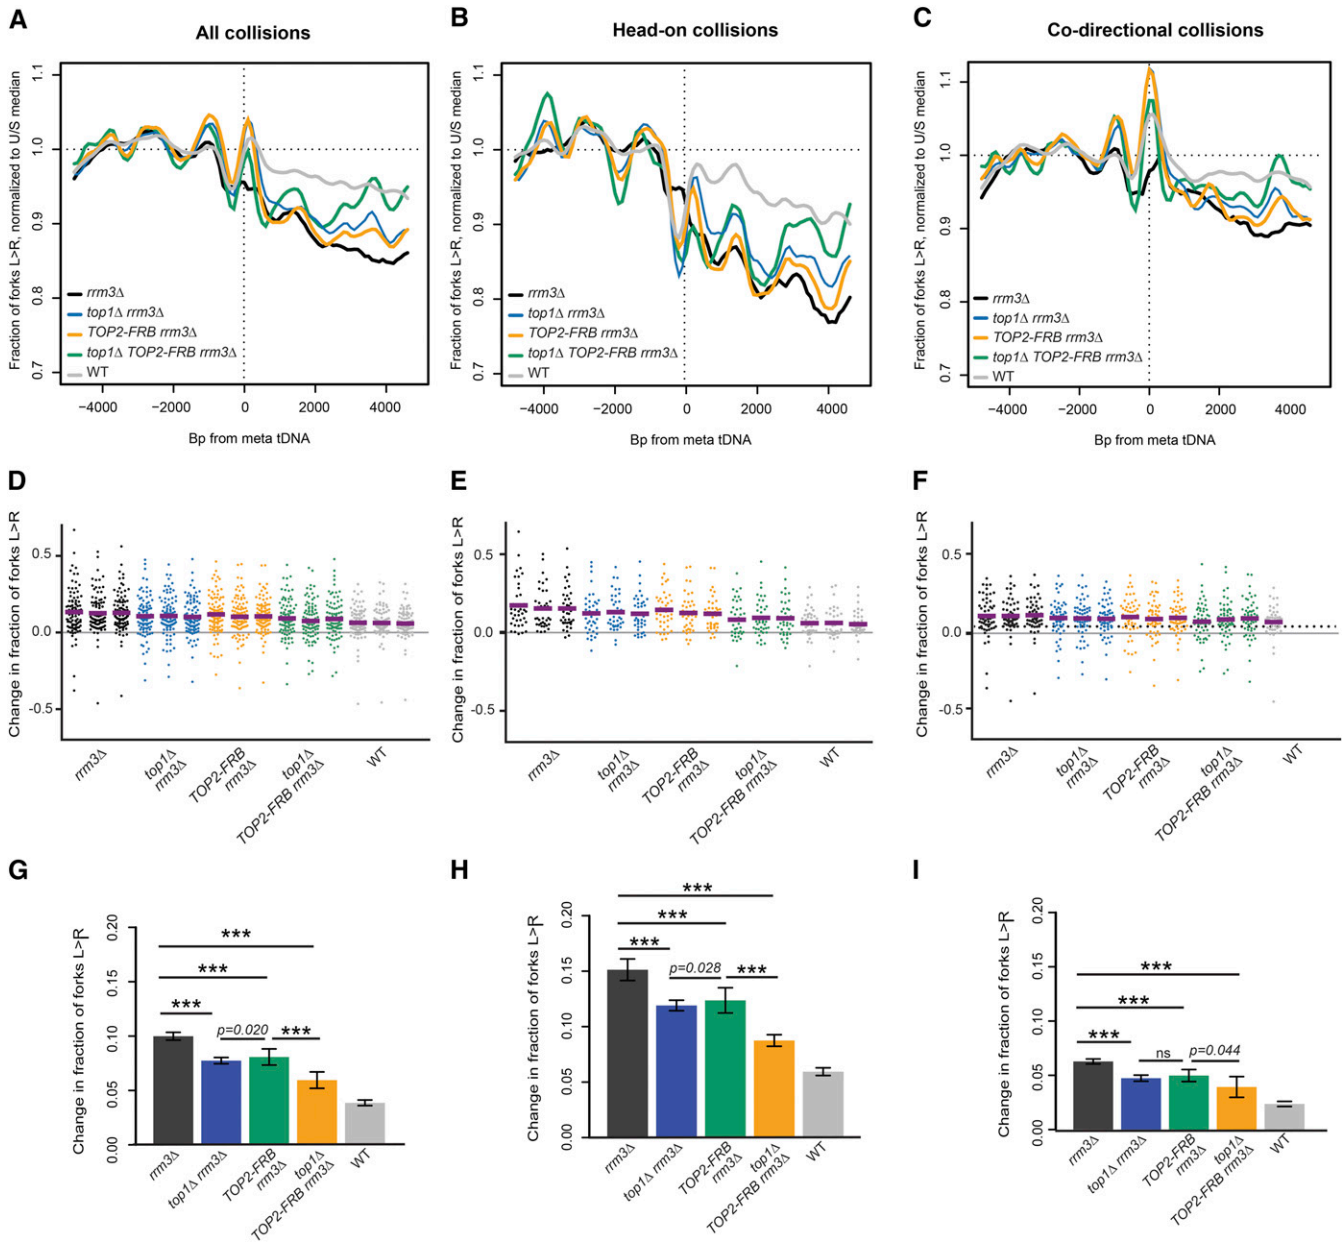 A
All collisions
Fraction of forks L>R, normalized to U/S median
1.1
1.0
0.9
0.8
0.7
rrm3Δ
top1Δ rrm3Δ
TOP2-FRB rrm3Δ
top1Δ TOP2-FRB rrm3Δ
WT
−4000 −2000 0 2000 4000
Bp from meta tDNA
B
Head-on collisions
Fraction of forks L>R, normalized to U/S median
1.1
1.0
0.9
0.8
0.7
rrm3Δ
top1Δ rrm3Δ
TOP2-FRB rrm3Δ
top1Δ TOP2-FRB rrm3Δ
WT
−4000 −2000 0 2000 4000
Bp from meta tDNA
C
Co-directional collisions
Fraction of forks L>R, normalized to U/S median
1.1
1.0
0.9
0.8
0.7
rrm3Δ
top1Δ rrm3Δ
TOP2-FRB rrm3Δ
top1Δ TOP2-FRB rrm3Δ
WT
−4000 −2000 0 2000 4000
Bp from meta tDNA
D
Change in fraction of forks L>R
0.5
0.0
-0.5
rrm3Δ
top1Δ
rrm3Δ
TOP2-FRB
rrm3Δ
top1Δ
TOP2-FRB rrm3Δ
WT
E
Change in fraction of forks L>R
0.5
0.0
-0.5
rrm3Δ
top1Δ
rrm3Δ
TOP2-FRB
rrm3Δ
top1Δ
TOP2-FRB rrm3Δ
WT
F
Change in fraction of forks L>R
0.5
0.0
-0.5
rrm3Δ
top1Δ
rrm3Δ
TOP2-FRB
rrm3Δ
top1Δ
TOP2-FRB rrm3Δ
WT
G
Change in fraction of forks L>R
0.20
0.15
0.10
0.05
0.00
***
***
***
p=0.020
***
rrm3Δ
top1Δ rrm3Δ
TOP2-FRB
rrm3Δ
top1Δ
TOP2-FRB rrm3Δ
WT
H
Change in fraction of forks L>R
0.20
0.15
0.10
0.05
0.00
***
***
***
p=0.028
***
rrm3Δ
top1Δ rrm3Δ
TOP2-FRB
rrm3Δ
top1Δ
TOP2-FRB rrm3Δ
WT
I
Change in fraction of forks L>R
0.20
0.15
0.10
0.05
0.00
***
***
***
ns
p=0.044
rrm3Δ
top1Δ rrm3Δ
TOP2-FRB
rrm3Δ
top1Δ
TOP2-FRB rrm3Δ
WT